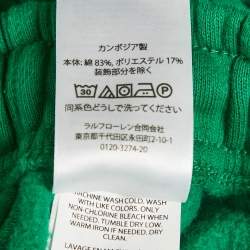 カンボジア製
本体: 綿 83%, ポリエステル 17%
装飾部分を除く
30
同系色どうしで洗ってください
ラルフローレン合同会社
東京都千代田区永田町2-10-1
0120-3274-20
MACHINE WASH COLD. WASH
WITH LIKE COLORS. ONLY
NON-CHLORINE BLEACH WHEN
NEEDED. TUMBLE DRY LOW.
WARM IRON IF NEEDED. DRY
CLEAN.
LAVAGE EN MACHINE À L'EAU